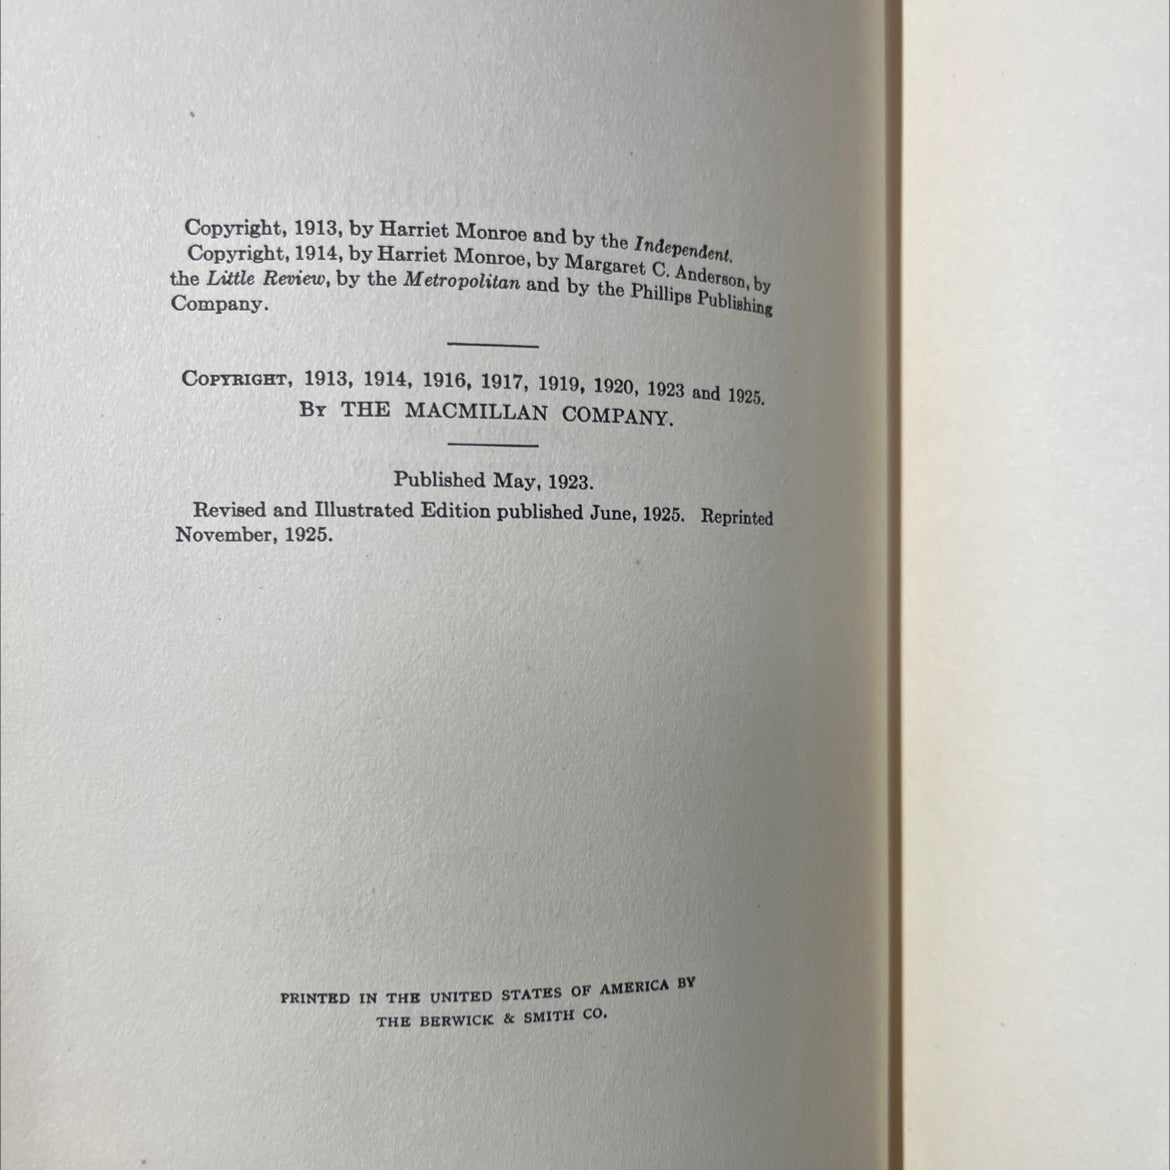 Copyright, 1913, by Harriet Monroe and by the Independent.
Copyright, 1914, by Harriet Monroe, by Margaret C. Anderson, by
the Little Review, by the Metropolitan and by the Phillips Publishing
Company.
COPYRIGHT, 1913, 1914, 1916, 1917, 1919, 1920, 1923 and 1925.
BY THE MACMILLAN COMPANY.
Published May, 1923.
Revised and Illustrated Edition published June, 1925. Reprinted
November, 1925.
PRINTED IN THE UNITED STATES OF AMERICA BY
THE BERWICK & SMITH CO.